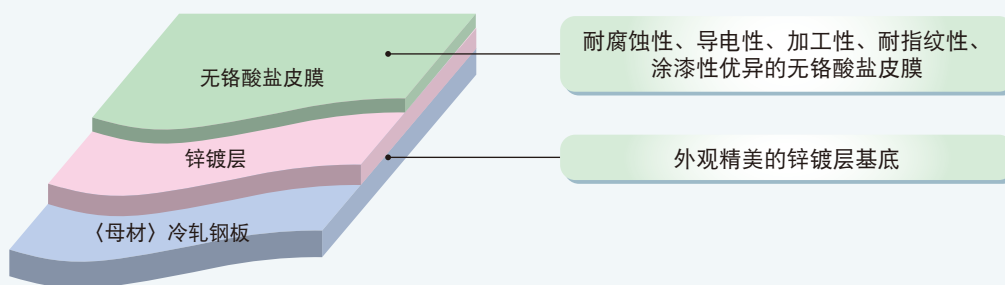 无铬酸盐皮膜
耐腐蚀性、导电性、加工性、耐指纹性、
涂漆性优异的无铬酸盐皮膜
锌镀层
外观精美的锌镀层基底
〈母材〉冷轧钢板